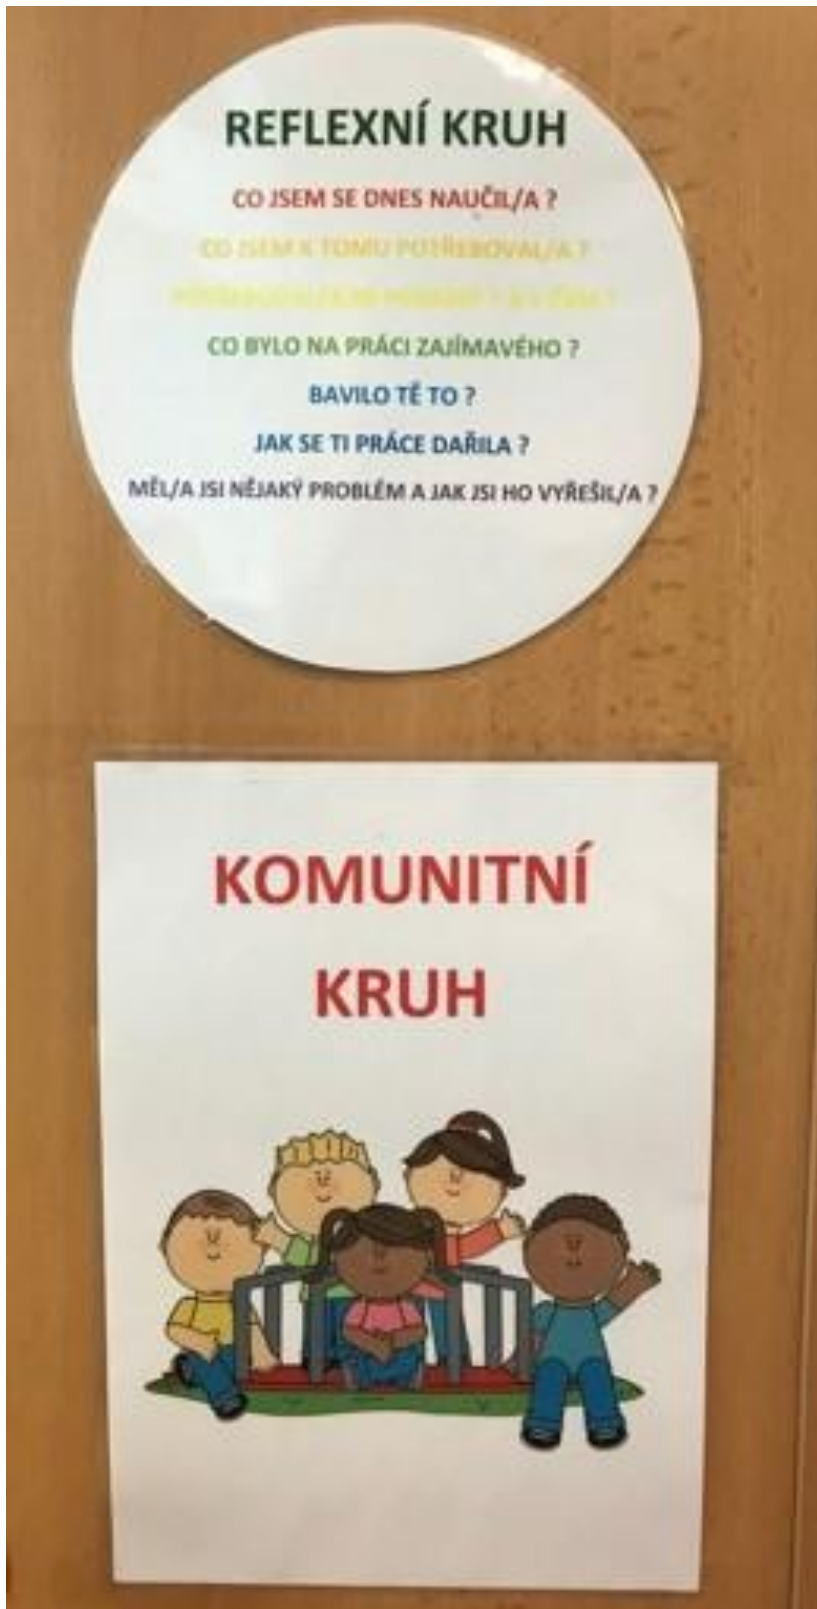 REFLEXNÍ KRUH
CO JSEM SE DNES NAUČIL/A ?
CO JSEM K TOMU POTŘEBOVAL/A ?
CO BYLO NA PRÁCI ZAJÍMAVÉHO ?
BAVILO TĚ TO ?
JAK SE TI PRÁCE DAŘILA ?
MĚL/A JSI NĚJAKÝ PROBLÉM A JAK JSI HO VYŘEŠIL/A ?
KOMUNITNÍ
KRUH